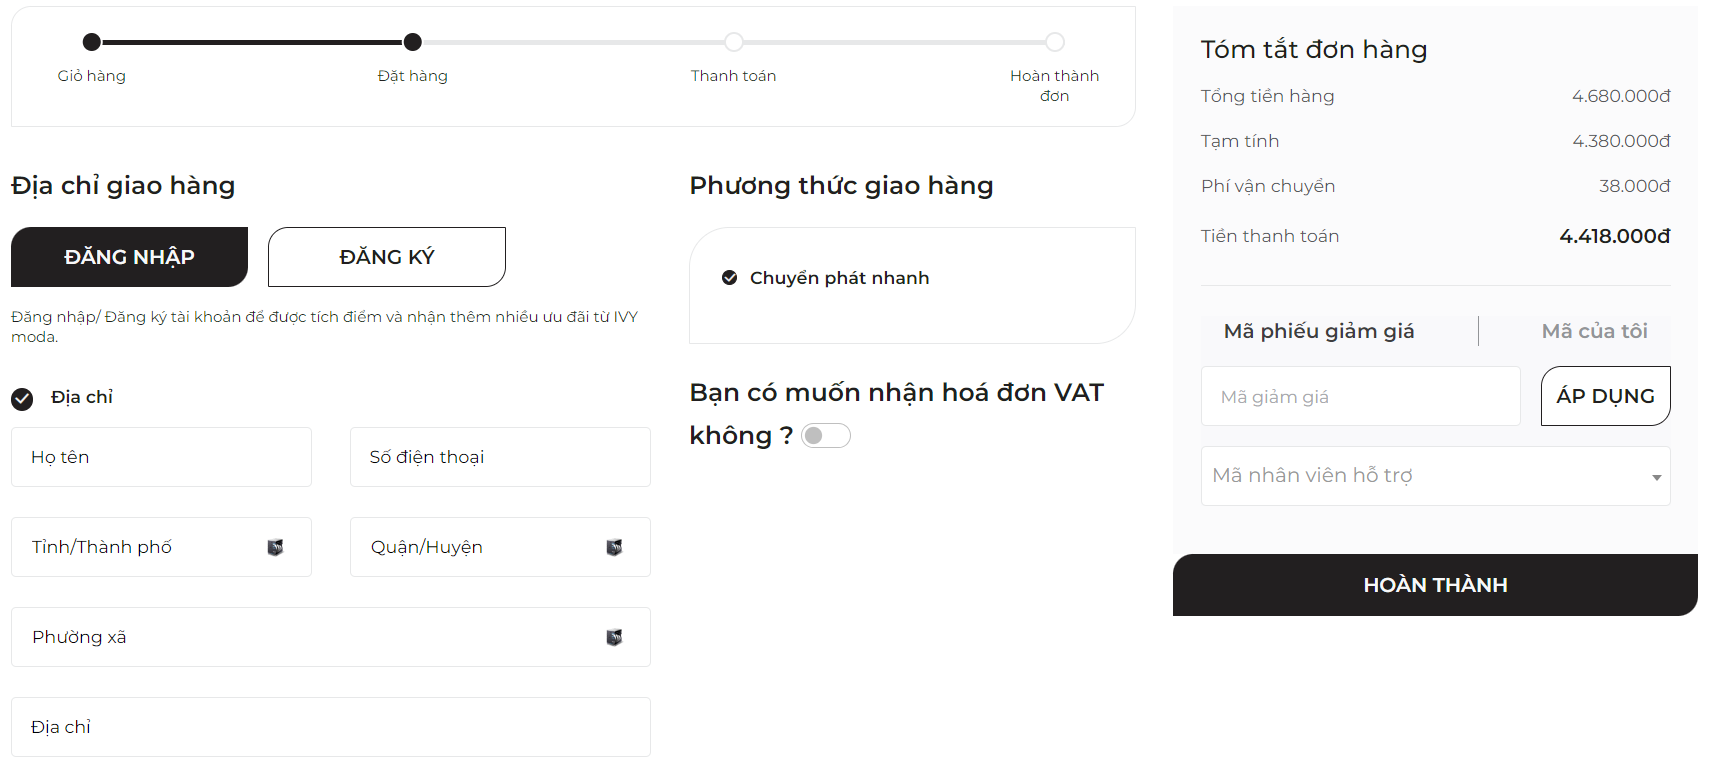 Giỏ hàng
Đặt hàng
Thanh toán
Hoàn thành
đơn
Địa chỉ giao hàng
ĐĂNG NHẬP
ĐĂNG KÝ
Đăng nhập/ Đăng ký tài khoản để được tích điểm và nhận thêm nhiều ưu đãi từ IVY
moda.
Địa chỉ
Họ tên
Số điện thoại
Tỉnh/Thành phố
Quận/Huyện
Phường xã
Địa chỉ
Phương thức giao hàng
Chuyển phát nhanh
Bạn có muốn nhận hoá đơn VAT
không ?
Tóm tắt đơn hàng
Tổng tiền hàng 4.680.000đ
Tạm tính 4.380.000đ
Phí vận chuyển 38.000đ
Tiền thanh toán 4.418.000đ
Mã phiếu giảm giá
Mã của tôi
Mã giảm giá
ÁP DỤNG
Mã nhân viên hỗ trợ
HOÀN THÀNH